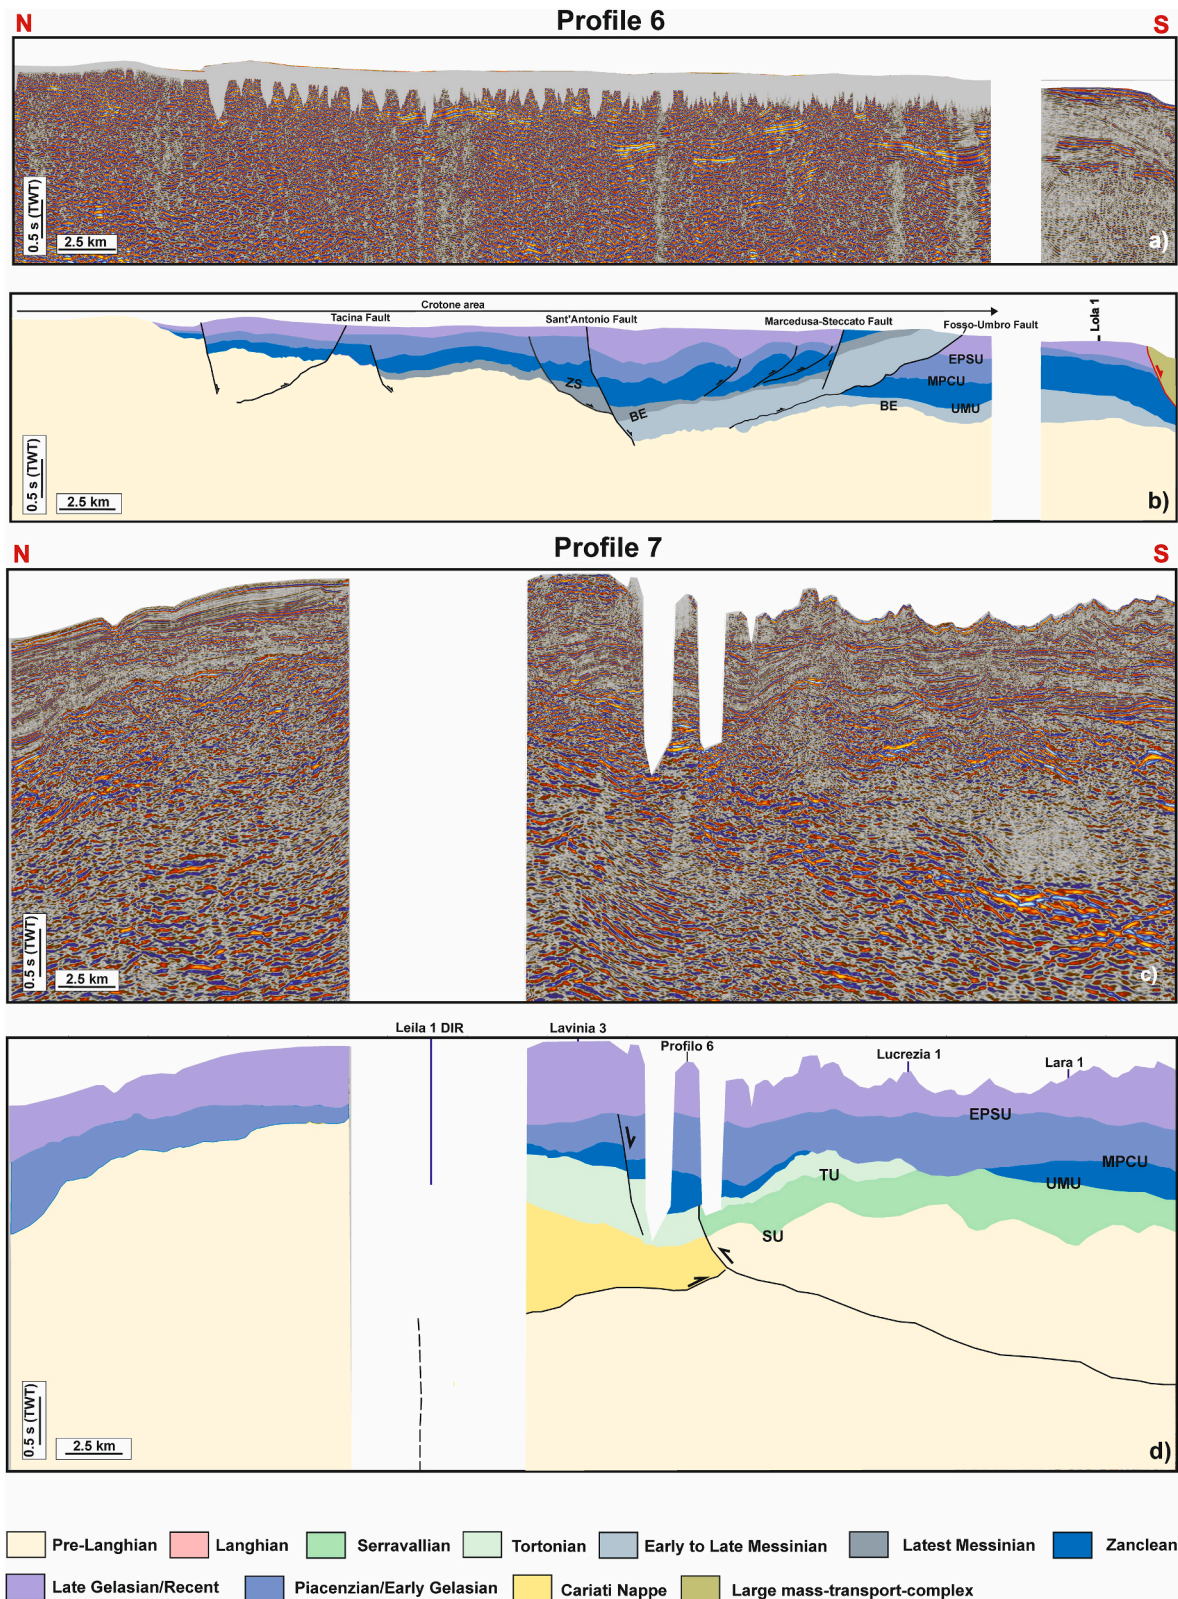 Profile 6
N S
0.5 s (TWT)
2.5 km
a)
Crotone area
Tacina Fault
Sant'Antonio Fault
Marcedusa-Steccato Fault
Fosso-Umbro Fault
Lola 1
EPSU
ZS
MPCU
BE
BE
UMU
0.5 s (TWT)
2.5 km
b)
Profile 7
N S
0.5 s (TWT)
2.5 km
c)
Leila 1 DIR
Lavinia 3
Profilo 6
Lucrezia 1
Lara 1
EPSU
MPCU
TU
UMU
SU
0.5 s (TWT)
2.5 km
d)
Pre-Langhian Langhian Serravallian Tortonian Early to Late Messinian Latest Messinian Zanclean
Late Gelasian/Recent Piacenzian/Early Gelasian Cariati Nappe Large mass-transport-complex